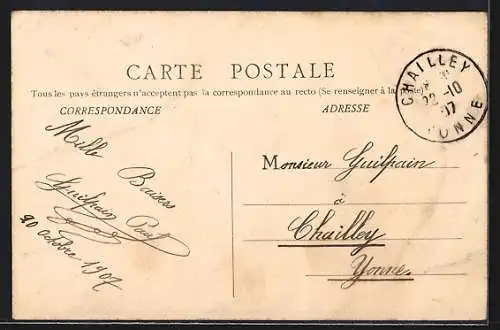 CARTE POSTALE
Tous les pays étrangers n'acceptent pas la correspondance au recto (Se renseigner à la
CORRESPONDANCE
ADRESSE
CHAILLEY
22-10
07
YONNE
Mille
Baisers
Guilpain Paul
20 octobre 1907
Monsieur Guilpain
à
Chailley
Yonne